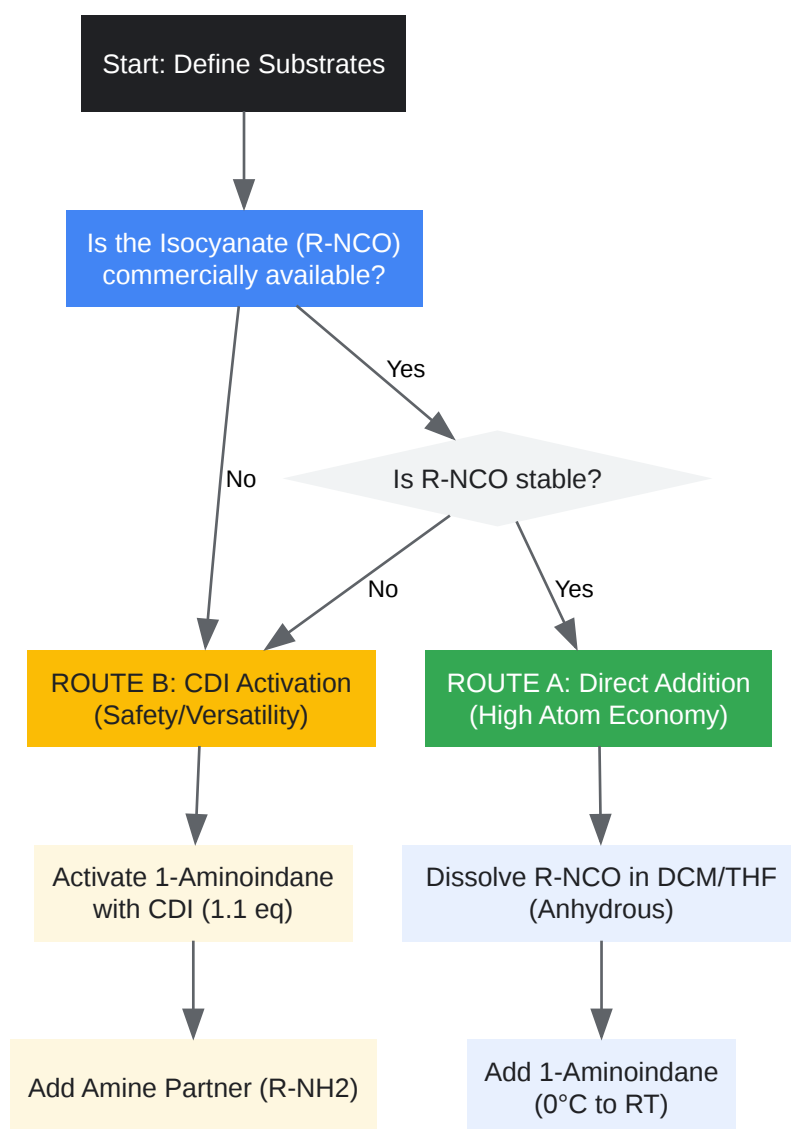 Start: Define Substrates
Is the Isocyanate (R-NCO)
commercially available?
Yes
No
Is R-NCO stable?
No
Yes
ROUTE B: CDI Activation
(Safety/Versatility)
ROUTE A: Direct Addition
(High Atom Economy)
Activate 1-Aminoindane
with CDI (1.1 eq)
Dissolve R-NCO in DCM/THF
(Anhydrous)
Add Amine Partner (R-NH2)
Add 1-Aminoindane
(0°C to RT)